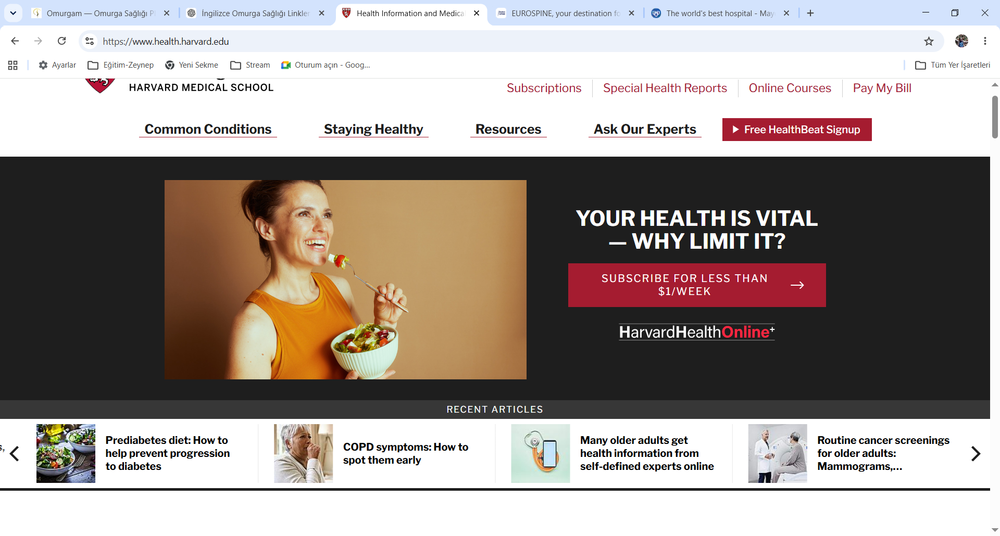 Omurgam — Omurga Sağlığı Pl
İngilizce Omurga Sağlığı Linkler
Health Information and Medica
EUROSPINE, your destination fo
The world's best hospital - May
https://www.health.harvard.edu
Ayarlar
Eğitim-Zeynep
Yeni Sekme
Stream
Oturum açın - Goog...
Tüm Yer İşaretleri
HARVARD MEDICAL SCHOOL
Subscriptions
Special Health Reports
Online Courses
Pay My Bill
Common Conditions
Staying Healthy
Resources
Ask Our Experts
Free HealthBeat Signup
YOUR HEALTH IS VITAL
— WHY LIMIT IT?
SUBSCRIBE FOR LESS THAN
$1/WEEK
HarvardHealthOnline+
RECENT ARTICLES
s,
Prediabetes diet: How to
help prevent progression
to diabetes
COPD symptoms: How to
spot them early
Many older adults get
health information from
self-defined experts online
Routine cancer screenings
for older adults:
Mammograms,...